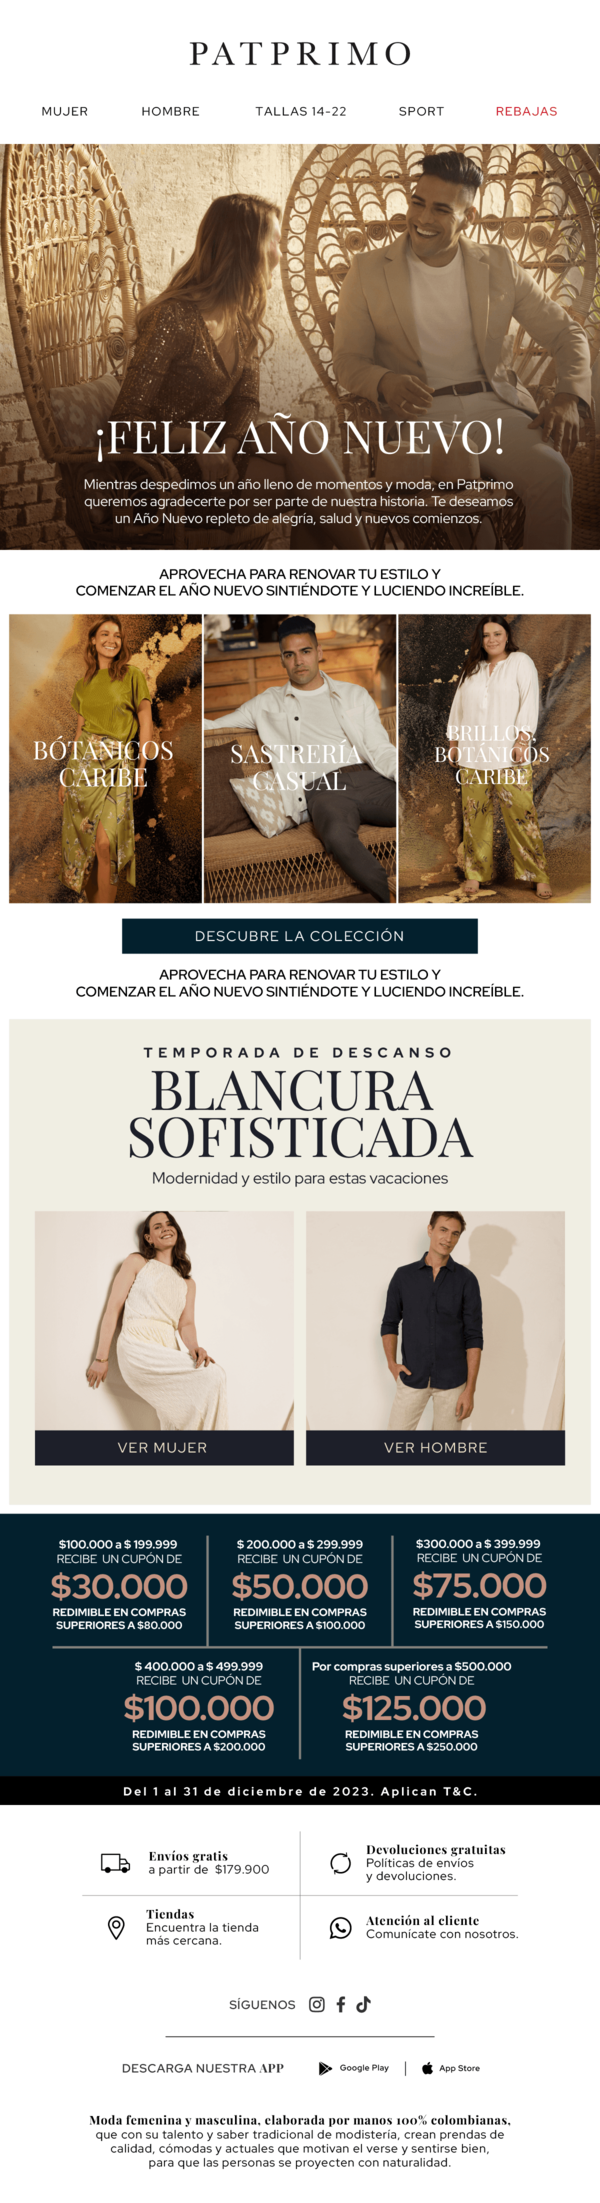 PATPRIMO
MUJER HOMBRE TALLAS 14-22 SPORT REBAJAS
¡FELIZ AÑO NUEVO!
Mientras despedimos un año lleno de momentos y moda, en Patprimo
queremos agradecerte por ser parte de nuestra historia. Te deseamos
un Año Nuevo repleto de alegría, salud y nuevos comienzos.
APROVECHA PARA RENOVAR TU ESTILO Y
COMENZAR EL AÑO NUEVO SINTIÉNDOTE Y LUCIENDO INCREÍBLE.
BÓTANICOS
CARIBE
SASTRERÍA
CASUAL
BRILLOS,
BOTÁNICOS
CARIBE
DESCUBRE LA COLECCIÓN
APROVECHA PARA RENOVAR TU ESTILO Y
COMENZAR EL AÑO NUEVO SINTIÉNDOTE Y LUCIENDO INCREÍBLE.
TEMPORADA DE DESCANSO
BLANCURA
SOFISTICADA
Modernidad y estilo para estas vacaciones
VER MUJER
VER HOMBRE
$100.000 a $ 199.999
RECIBE UN CUPÓN DE
$30.000
REDIMIBLE EN COMPRAS
SUPERIORES A $80.000
$ 200.000 a $ 299.999
RECIBE UN CUPÓN DE
$50.000
REDIMIBLE EN COMPRAS
SUPERIORES A $100.000
$300.000 a $ 399.999
RECIBE UN CUPÓN DE
$75.000
REDIMIBLE EN COMPRAS
SUPERIORES A $150.000
$ 400.000 a $ 499.999
RECIBE UN CUPÓN DE
$100.000
REDIMIBLE EN COMPRAS
SUPERIORES A $200.000
Por compras superiores a $500.000
RECIBE UN CUPÓN DE
$125.000
REDIMIBLE EN COMPRAS
SUPERIORES A $250.000
Del 1 al 31 de diciembre de 2023. Aplican T&C.
Envíos gratis
a partir de $179.900
Devoluciones gratuitas
Políticas de envíos
y devoluciones.
Tiendas
Encuentra la tienda
más cercana.
Atención al cliente
Comunícate con nosotros.
SÍGUENOS
DESCARGA NUESTRA APP Google Play | App Store
Moda femenina y masculina, elaborada por manos 100% colombianas,
que con su talento y saber tradicional de modistería, crean prendas de
calidad, cómodas y actuales que motivan el verse y sentirse bien,
para que las personas se proyecten con naturalidad.